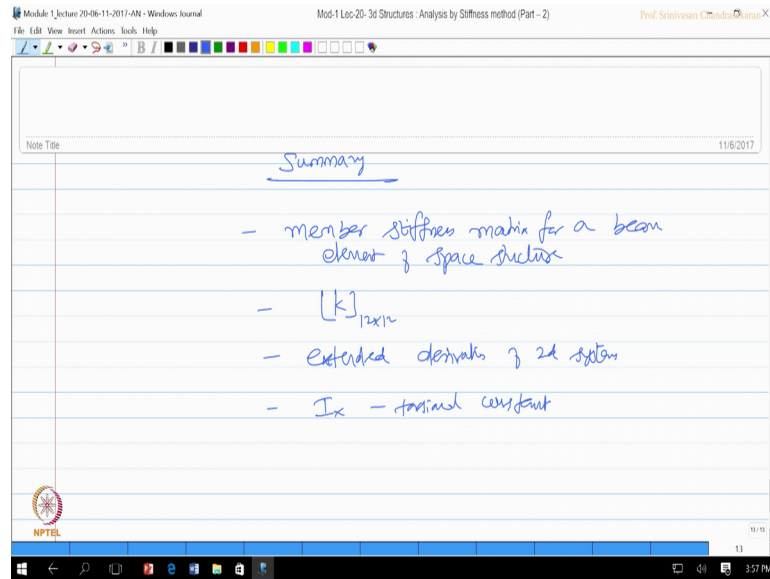 Module 1_lecture 20-06-11-2017-AN - Windows Journal
Mod-1 Lec-20- 3d Structures : Analysis by Stiffness method (Part – 2)
Prof. Srinivasan Chandrasekaran
File Edit View Insert Actions Tools Help
B I
Note Title
11/6/2017
Summary
- member stiffness matrix for a beam
element of space structure
- [K]12x12
- extended derivatis of 2d systems
- Ix - torsional constant
NPTEL
13 / 13
13
3:57 PM